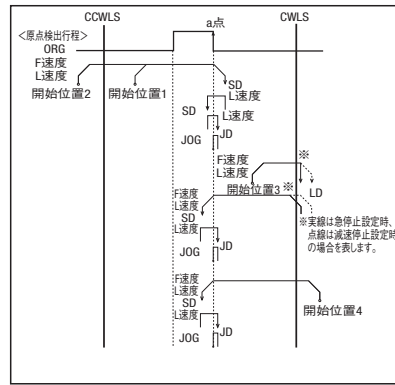 CCWLS
a点
CWLS
<原点検出行程>
ORG
F速度
L速度
開始位置2
開始位置1
SD
L速度
SD
L速度
JOG
JD
F速度
L速度
※
LD
開始位置3
※
F速度
L速度
SD
L速度
JOG
JD
※実線は急停止設定時、
点線は減速停止設定時
の場合を表します。
F速度
L速度
SD
L速度
JOG
JD
開始位置4